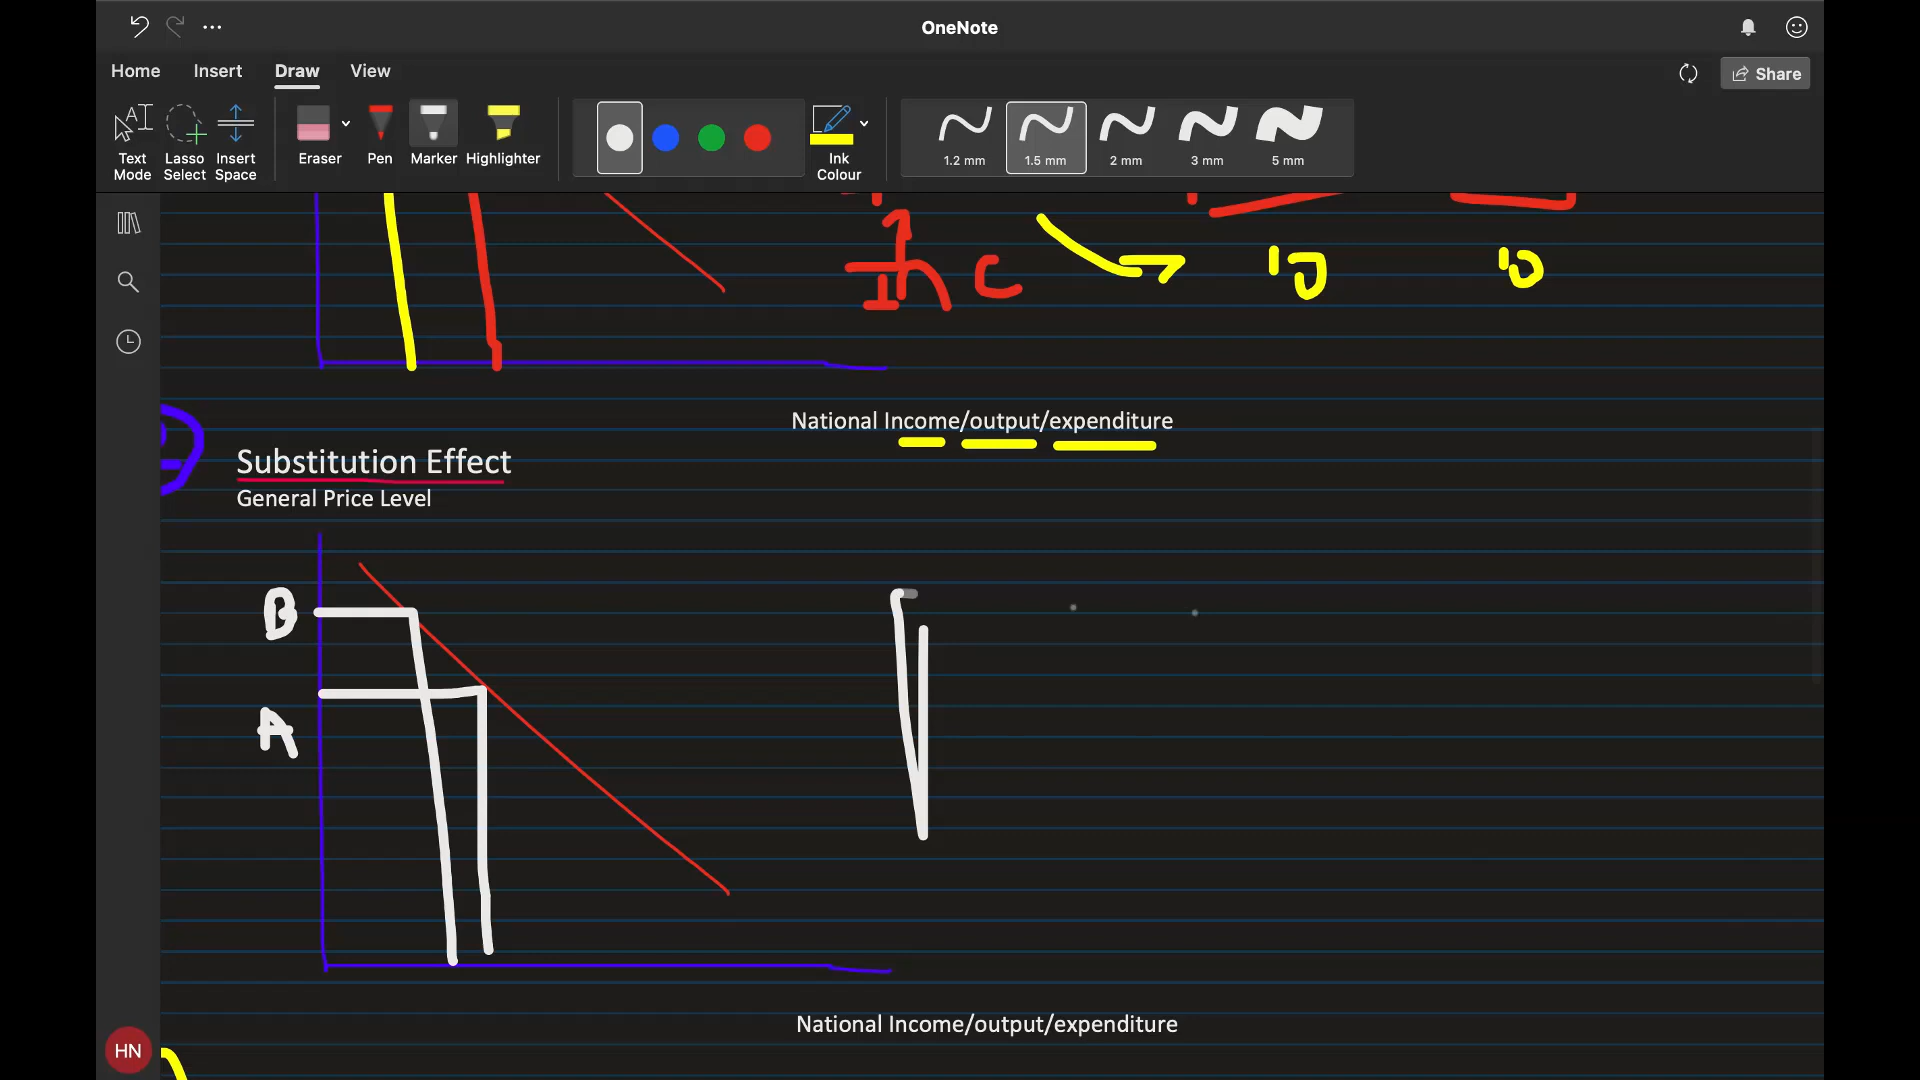 OneNote
Home Insert Draw View
Share
Text Mode
Lasso Select
Insert Space
Eraser
Pen
Marker
Highlighter
Ink Colour
1.2 mm
1.5 mm
2 mm
3 mm
5 mm
C
National Income/output/expenditure
Substitution Effect
General Price Level
B
A
National Income/output/expenditure
HN